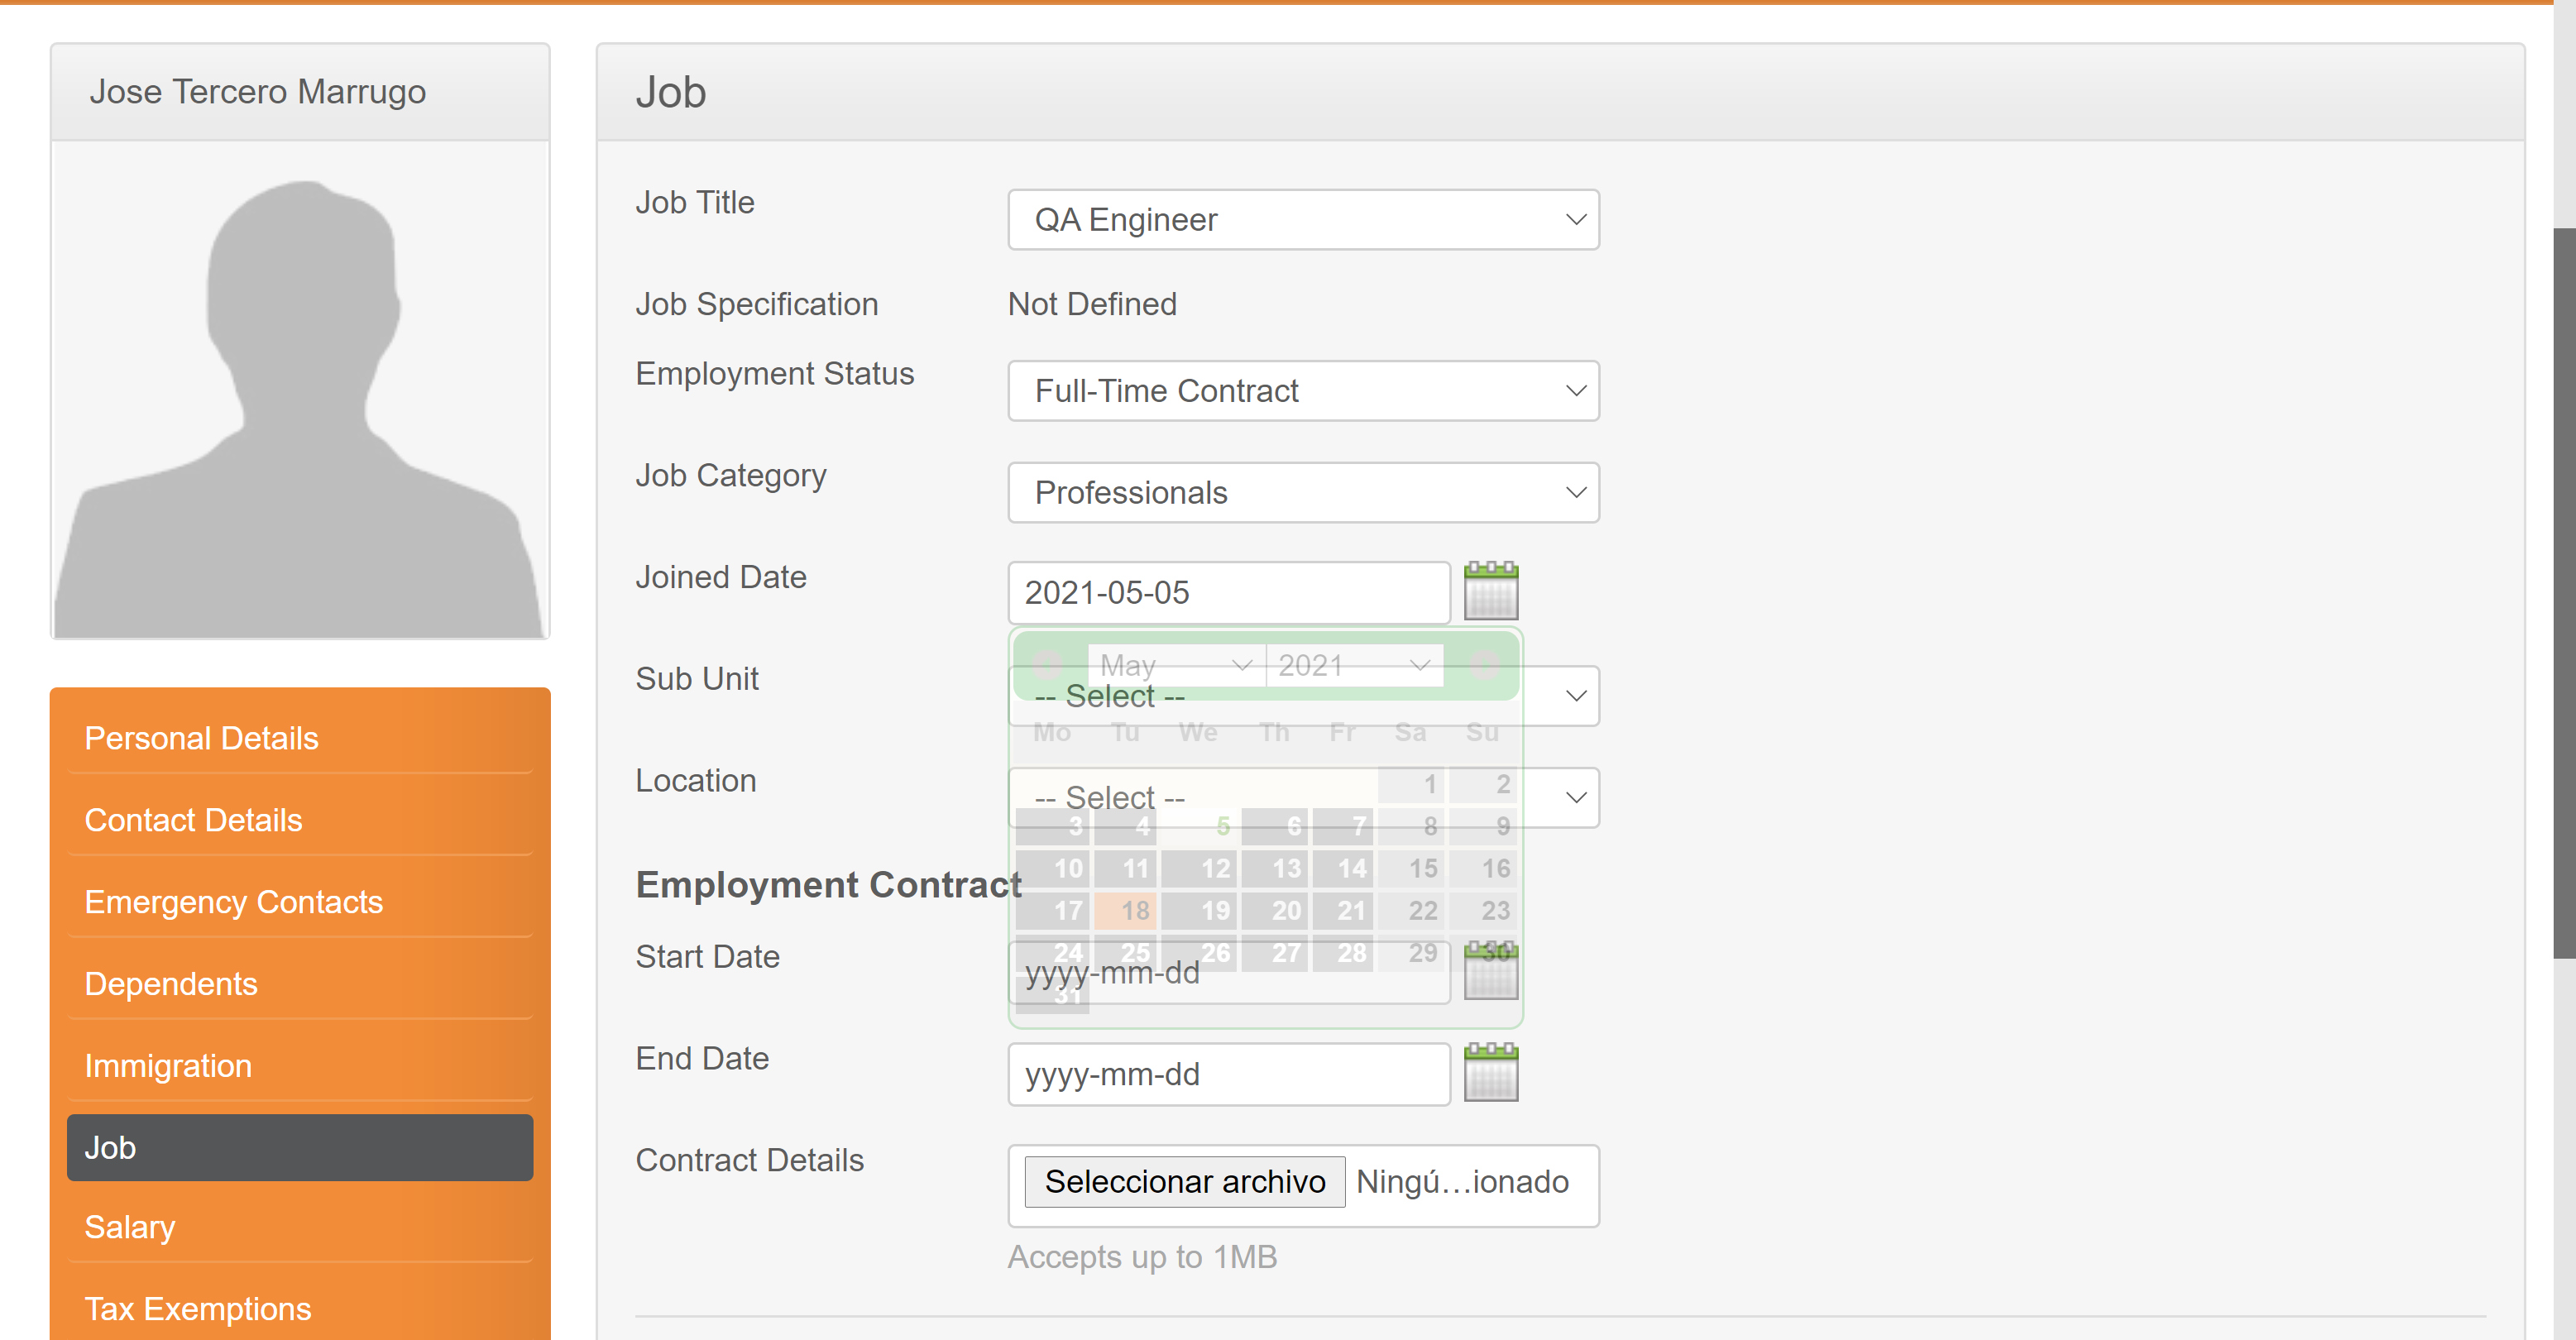 Jose Tercero Marrugo
Personal Details
Contact Details
Emergency Contacts
Dependents
Immigration
Job
Salary
Tax Exemptions
Job
Job Title
QA Engineer
Job Specification
Not Defined
Employment Status
Full-Time Contract
Job Category
Professionals
Joined Date
2021-05-05
May 2021
Sub Unit
-- Select --
Mo Tu We Th Fr Sa Su
Location
-- Select --
1 2
3 4 5 6 7 8 9
10 11 12 13 14 15 16
Employment Contract
17 18 19 20 21 22 23
24 25 26 27 28 29 30
Start Date
yyyy-mm-dd
31
End Date
yyyy-mm-dd
Contract Details
Seleccionar archivo Ningú…ionado
Accepts up to 1MB